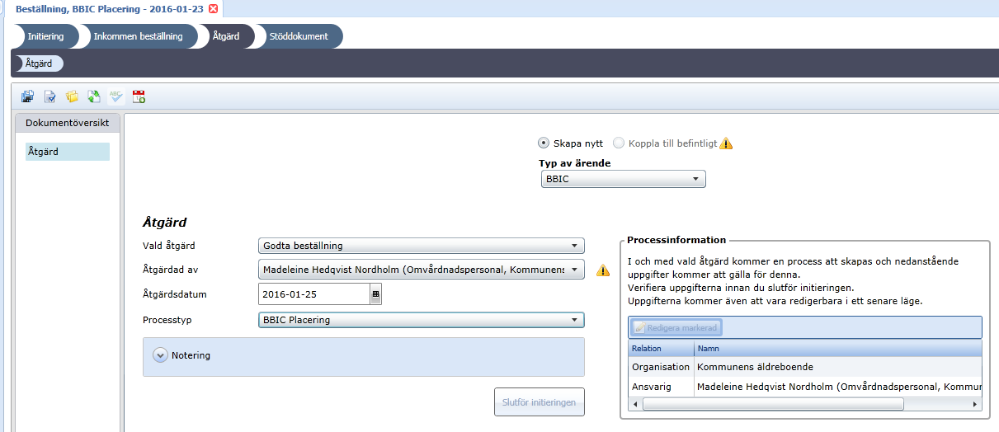 Beställning, BBIC Placering - 2016-01-23
Initiering
Inkommen beställning
Åtgärd
Stöddokument
Åtgärd
ABC
Dokumentöversikt
Åtgärd
Skapa nytt
Koppla till befintligt
Typ av ärende
BBIC
Åtgärd
Vald åtgärd
Godta beställning
Åtgärdad av
Madeleine Hedqvist Nordholm (Omvårdnadspersonal, Kommunens
Åtgärdsdatum
2016-01-25
Processtyp
BBIC Placering
Notering
Slutför initieringen
Processinformation
I och med vald åtgärd kommer en process att skapas och nedanstående
uppgifter kommer att gälla för denna.
Verifiera uppgifterna innan du slutför initieringen.
Uppgifterna kommer även att vara redigerbara i ett senare läge.
Redigera markerad
Relation Namn
Organisation Kommunens äldreboende
Ansvarig Madeleine Hedqvist Nordholm (Omvårdnadspersonal, Kommun